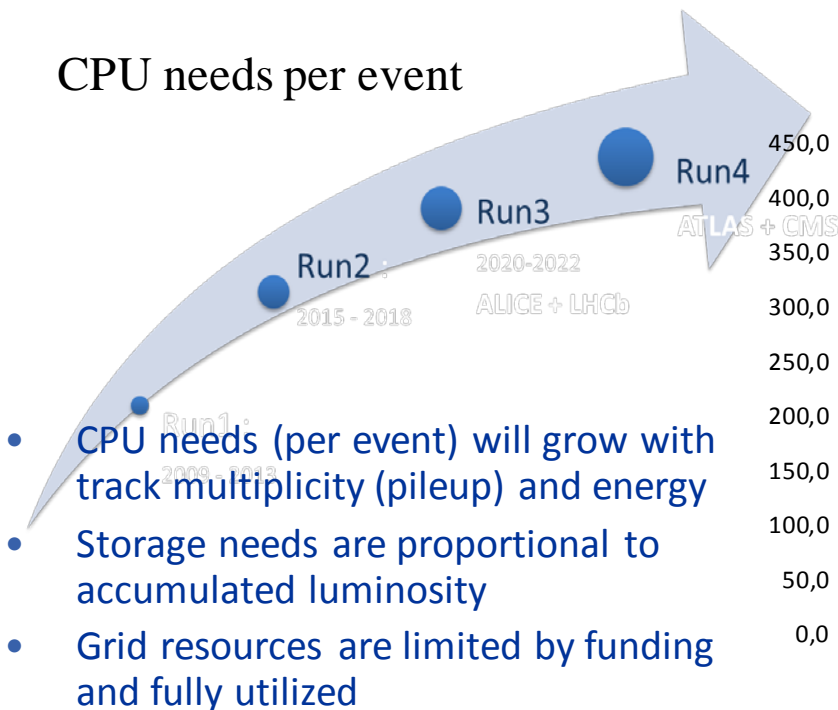 CPU needs per event
450,0
Run4
400,0
Run3
ATLAS + CMS
350,0
Run2 :
2020-2022
300,0
2015 - 2018
ALICE + LHCb
250,0
200,0
Run1 :
• CPU needs (per event) will grow with
2009 - 2013
track multiplicity (pileup) and energy
150,0
100,0
• Storage needs are proportional to
accumulated luminosity
50,0
0,0
• Grid resources are limited by funding
and fully utilized